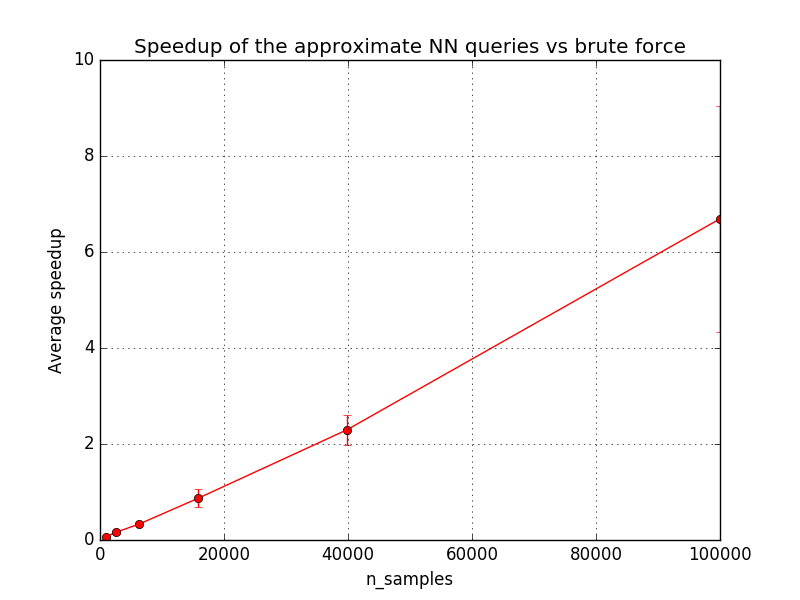 Speedup of the approximate NN queries vs brute force
10
8
6
4
2
0
Average speedup
0 20000 40000 60000 80000 100000
n_samples